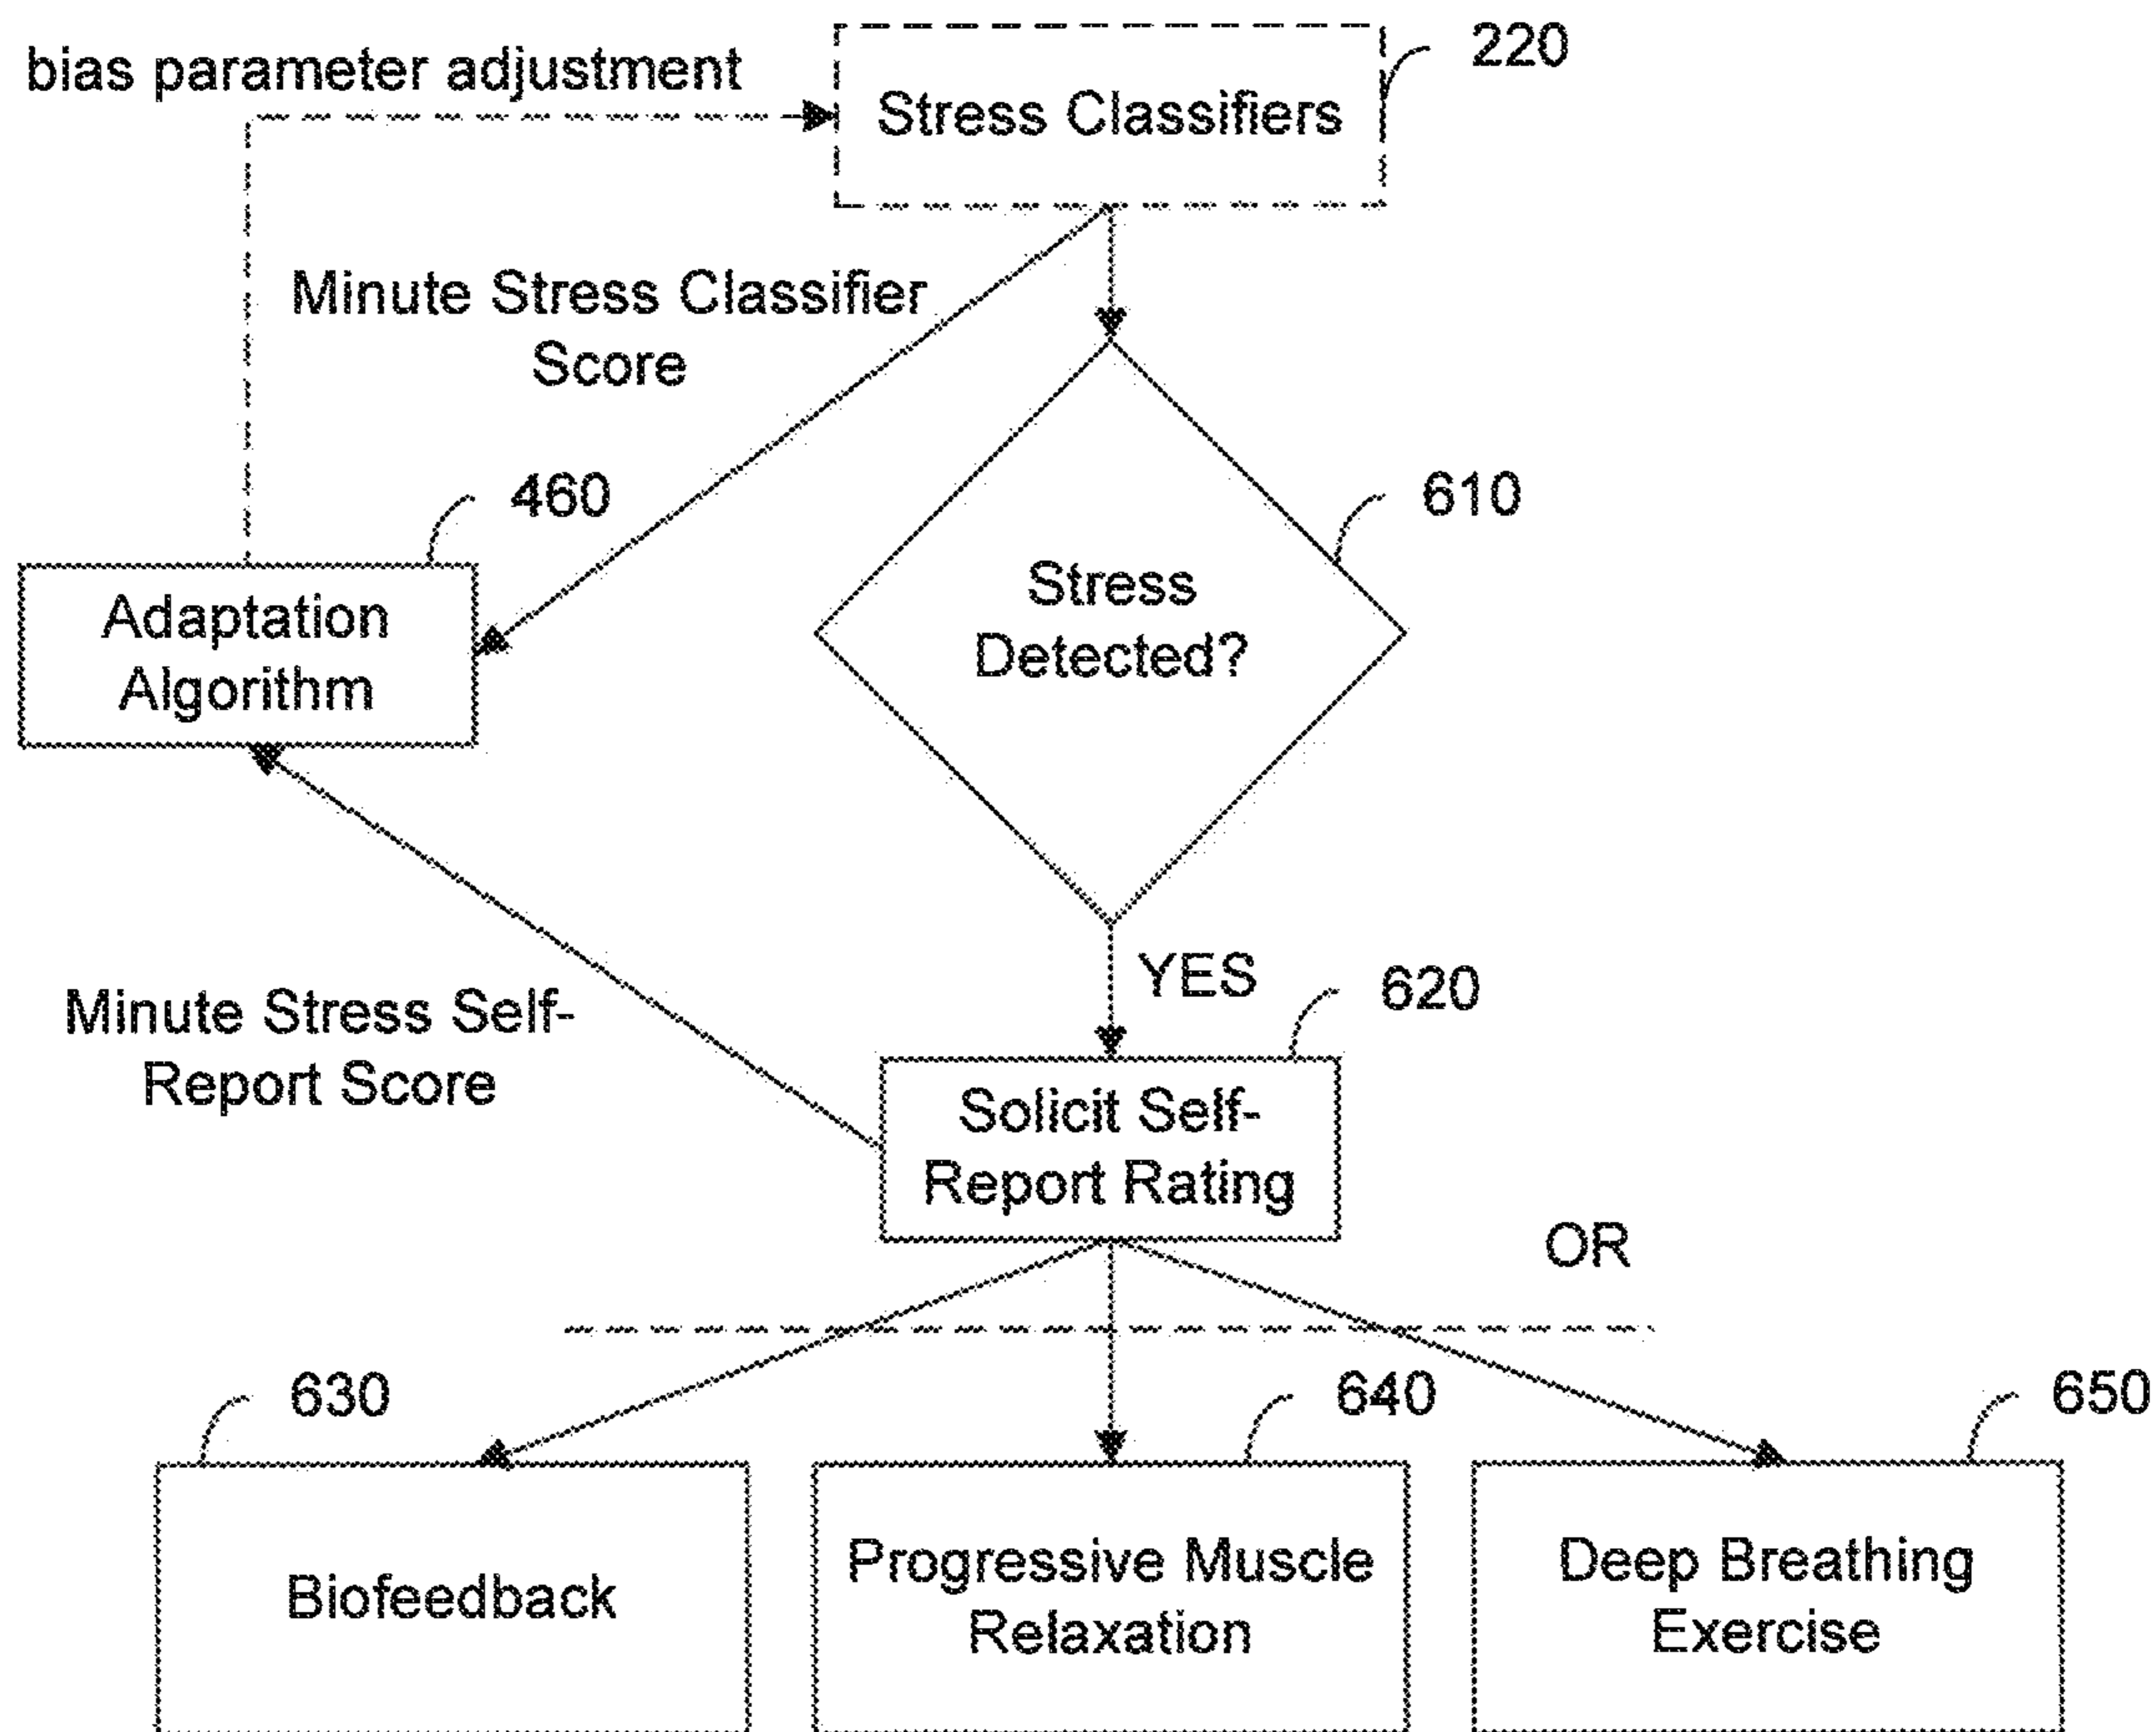 220
bias parameter adjustment
Stress Classifiers
Minute Stress Classifier
Score
460
610
Adaptation
Algorithm
Stress
Detected?
YES
620
Minute Stress Self-
Report Score
Solicit Self-
Report Rating
OR
630
640
650
Biofeedback
Progressive Muscle
Relaxation
Deep Breathing
Exercise